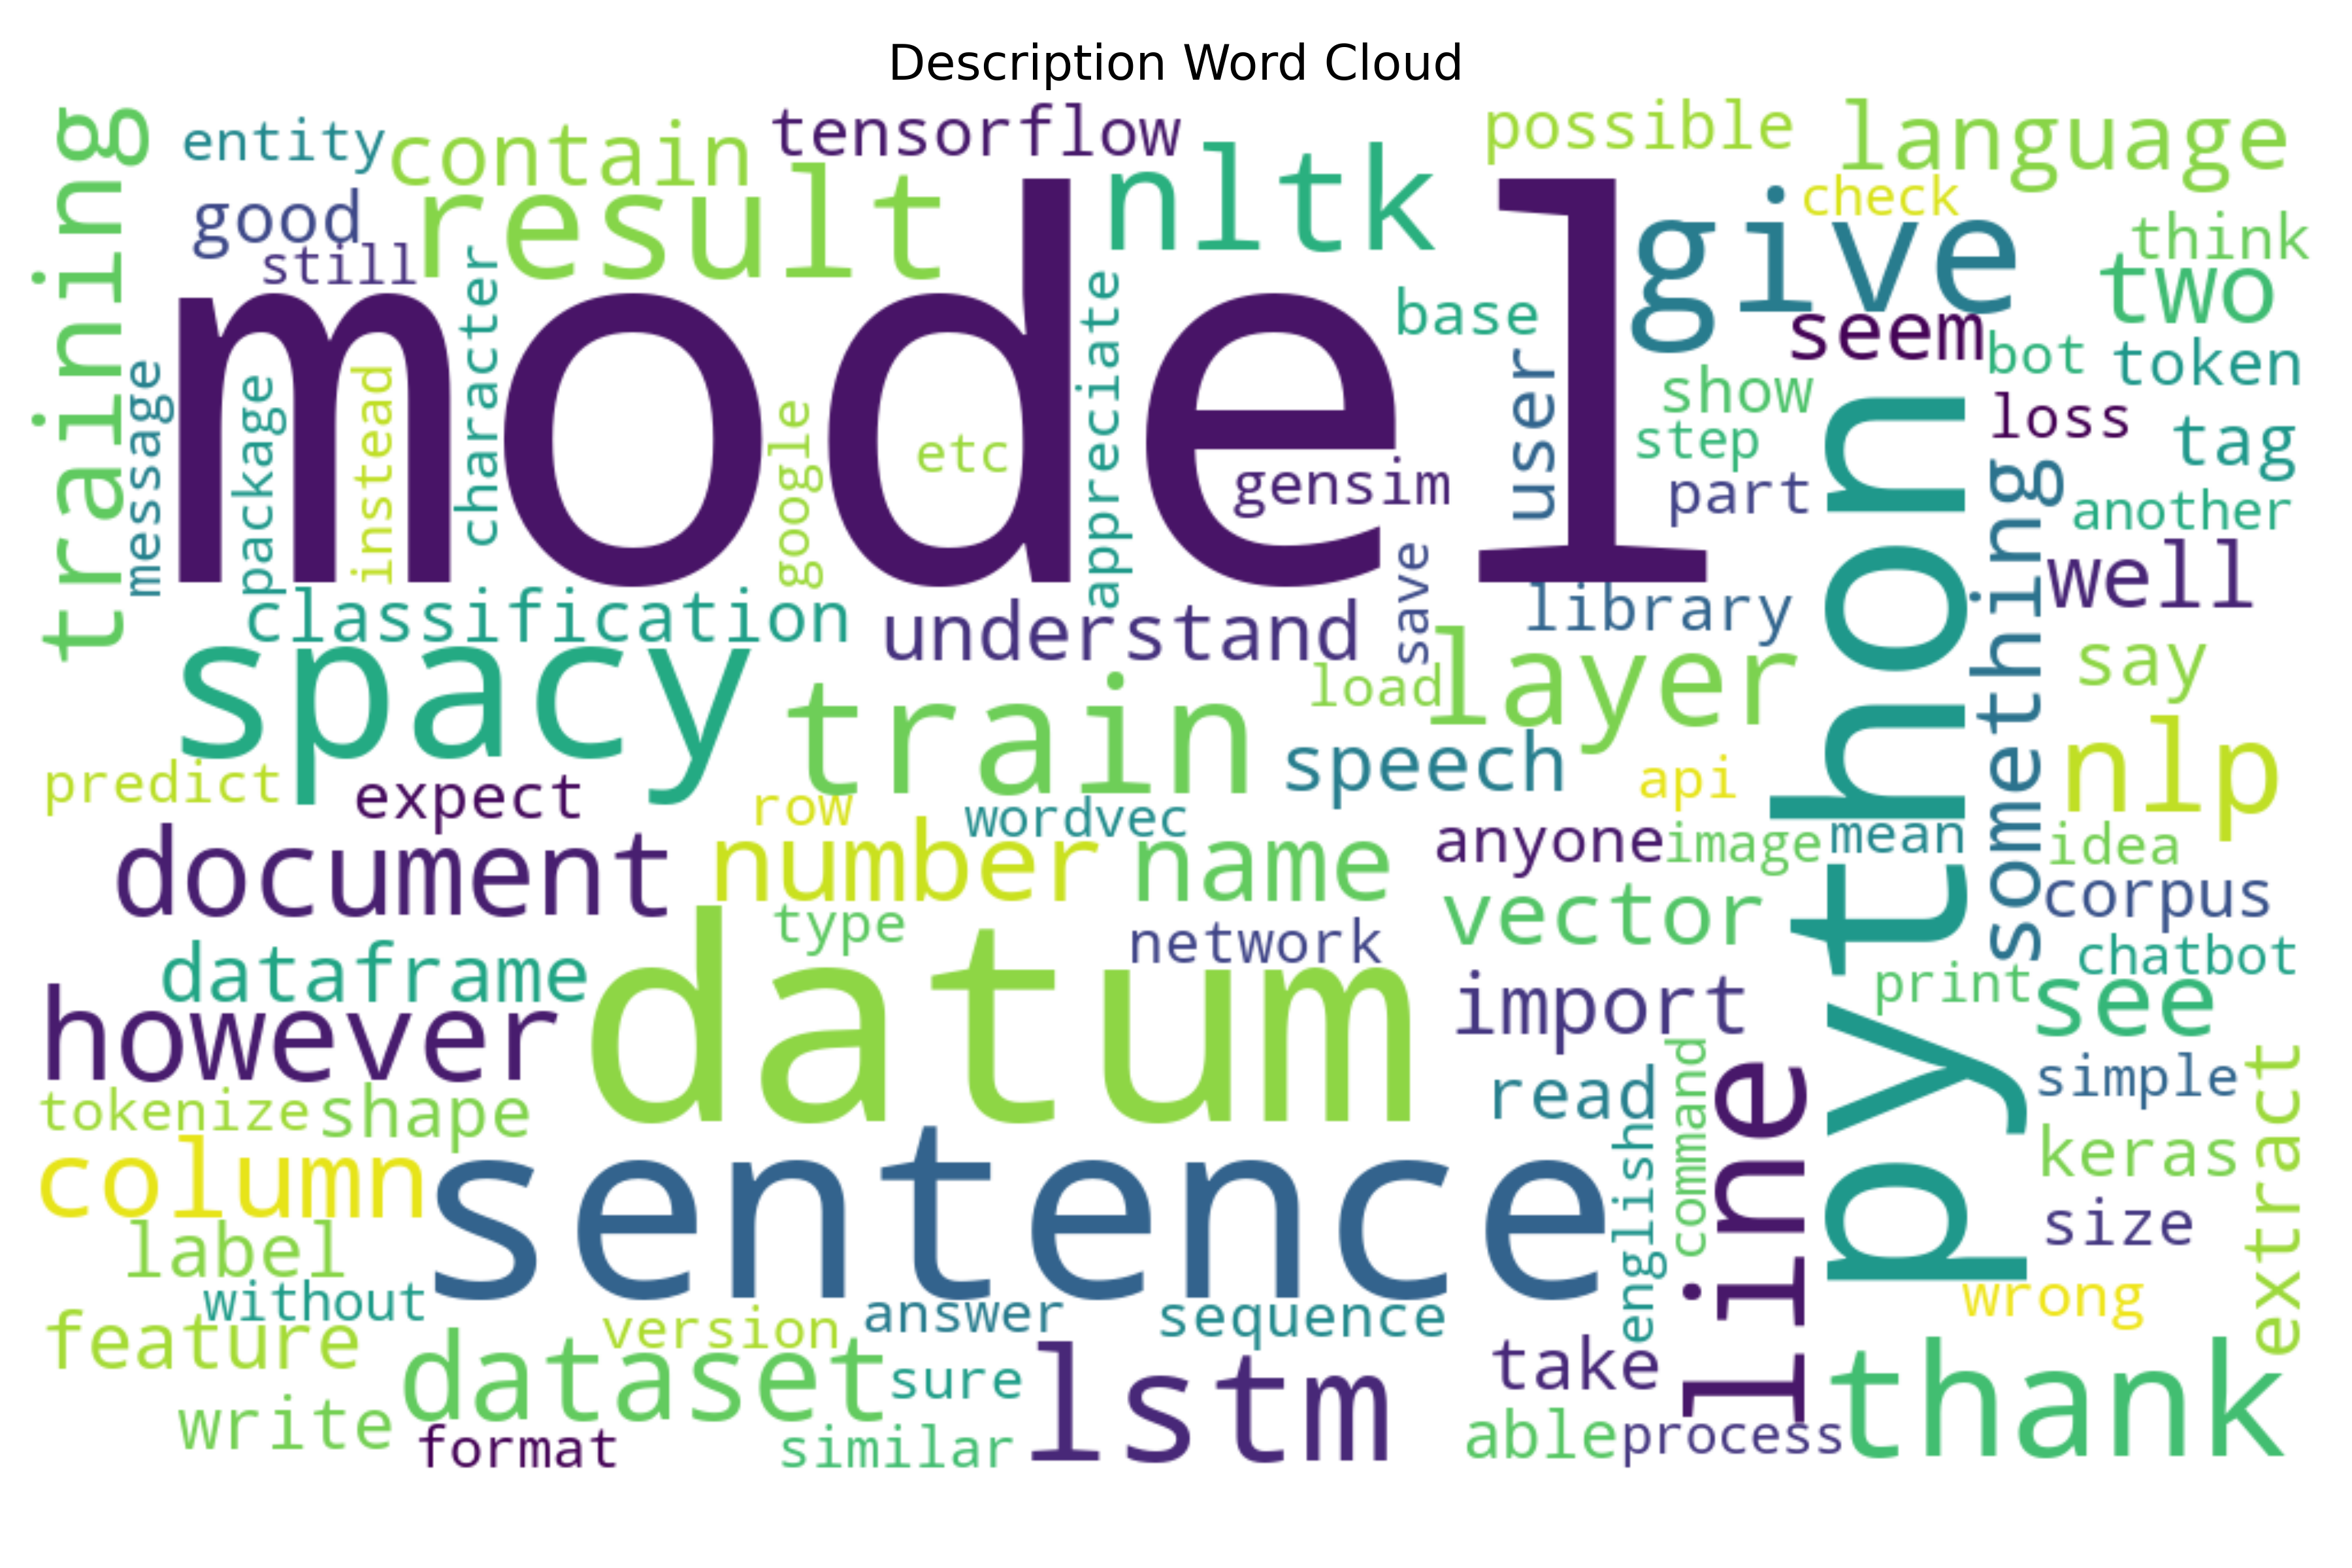 Description Word Cloud
training
entity
contain
tensorflow
possible
language
good
result
nltk
give
check
think
still
character
two
model
appreciate
base
seem
bot
token
message
package
instead
google
etc
gensim
user
show
step
part
loss
tag
another
python
something
well
classification
understand
save
library
say
spacy
train
load
layer
speech
api
nlp
predict
expect
row
wordvec
anyone
image
mean
idea
document
number
name
vector
corpus
type
network
dataframe
datum
import
print
see
chatbot
however
read
command
line
simple
extract
tokenize
shape
column
sentence
english
keras
label
size
without
feature
version
answer
sequence
wrong
dataset
sure
lstm
take
thank
write
format
similar
able
process